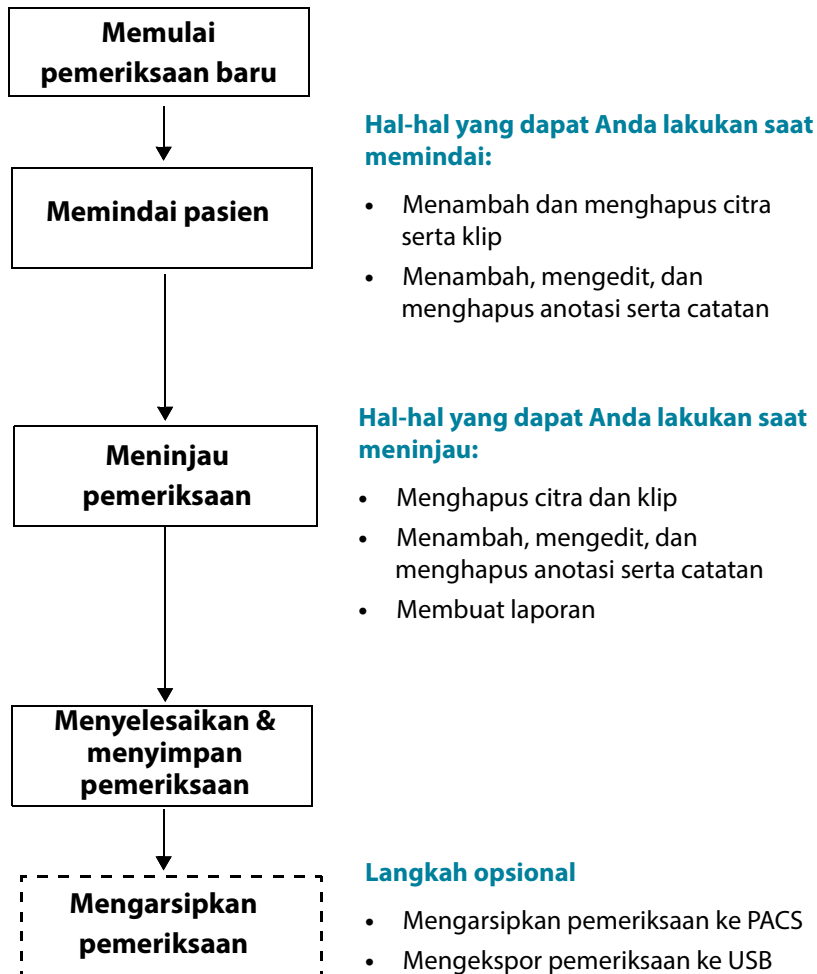 Memulai
pemeriksaan baru
Memindai pasien
Hal-hal yang dapat Anda lakukan saat
memindai:
• Menambah dan menghapus citra
serta klip
• Menambah, mengedit, dan
menghapus anotasi serta catatan
Meninjau
pemeriksaan
Hal-hal yang dapat Anda lakukan saat
meninjau:
• Menghapus citra dan klip
• Menambah, mengedit, dan
menghapus anotasi serta catatan
• Membuat laporan
Menyelesaikan &
menyimpan
pemeriksaan
Mengarsipkan
pemeriksaan
Langkah opsional
• Mengarsipkan pemeriksaan ke PACS
• Mengekspor pemeriksaan ke USB